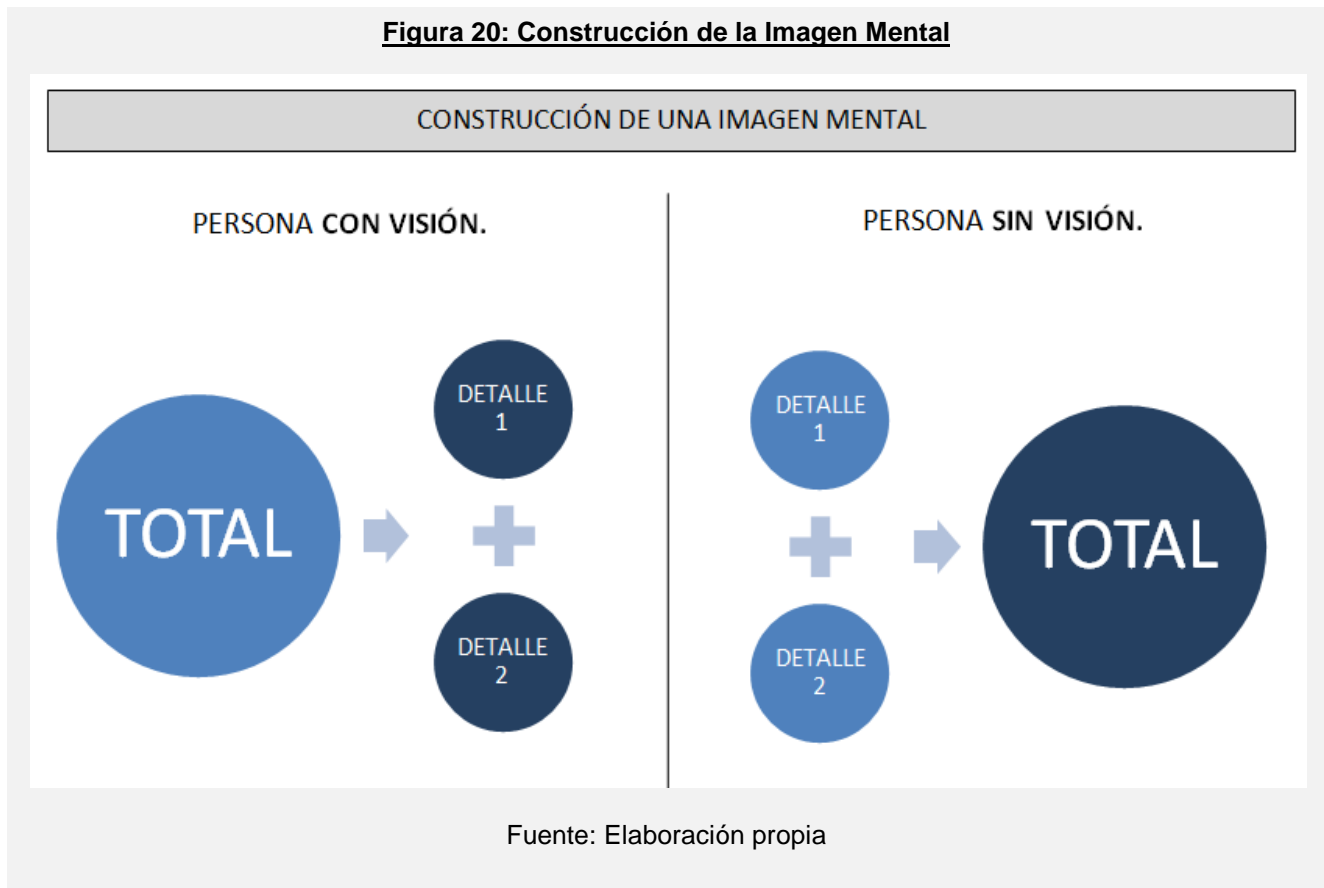 Figura 20: Construcción de la Imagen Mental
CONSTRUCCIÓN DE UNA IMAGEN MENTAL
PERSONA CON VISIÓN.
TOTAL
DETALLE
1
DETALLE
2
PERSONA SIN VISIÓN.
DETALLE
1
DETALLE
2
TOTAL
Fuente: Elaboración propia